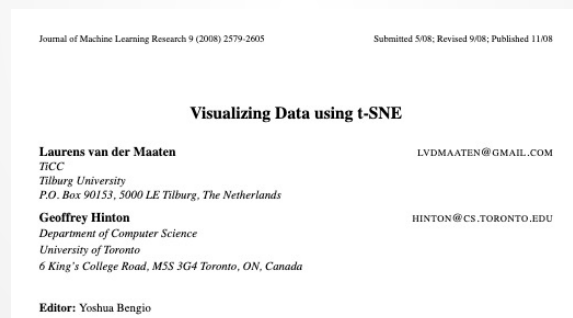 Journal of Machine Learning Research 9 (2008) 2579-2605 Submitted 5/08; Revised 9/08; Published 11/08
Visualizing Data using t-SNE
Laurens van der Maaten LVDMAATEN@GMAIL.COM
TiCC
Tilburg University
P.O. Box 90153, 5000 LE Tilburg, The Netherlands
Geoffrey Hinton HINTON@CS.TORONTO.EDU
Department of Computer Science
University of Toronto
6 King's College Road, M5S 3G4 Toronto, ON, Canada
Editor: Yoshua Bengio